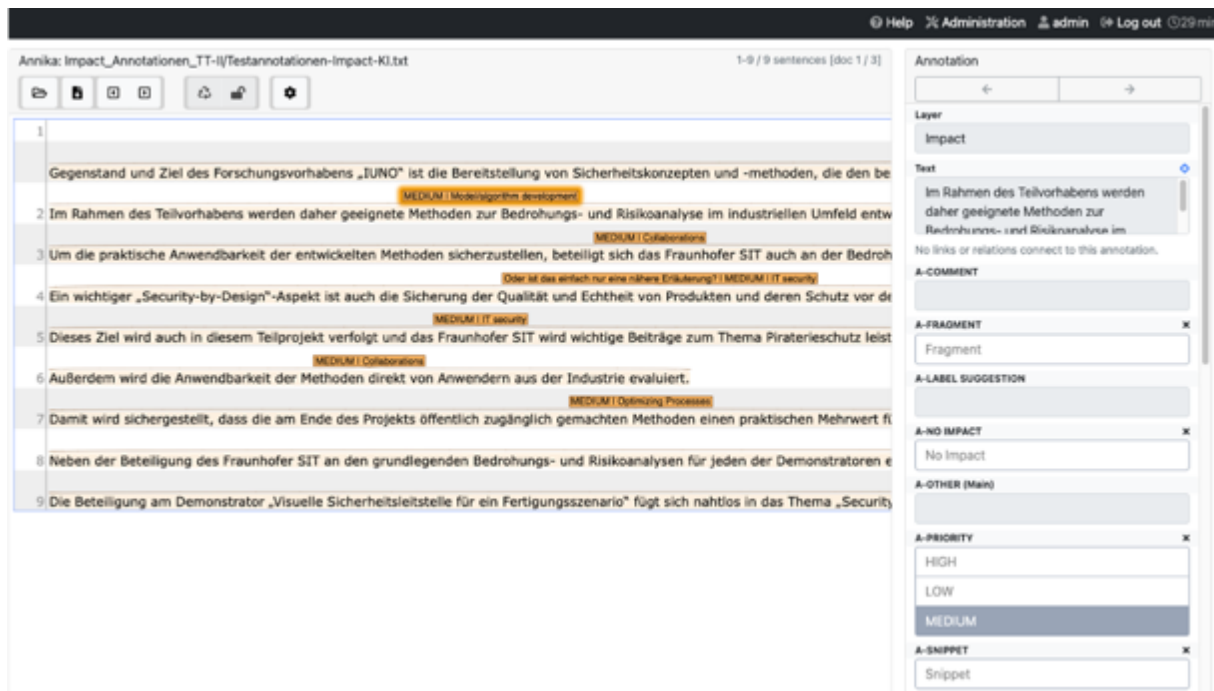 Help Administration admin Log out 29 min
Annika: Impact_Annotationen_TT-II/Testannotationen-Impact-KI.txt
1-9 / 9 sentences [doc 1 / 3]
1
Gegenstand und Ziel des Forschungsvorhabens „IUNO“ ist die Bereitstellung von Sicherheitskonzepten und -methoden, die den be
MEDIUM | Model/algorithm development
2 Im Rahmen des Teilvorhabens werden daher geeignete Methoden zur Bedrohungs- und Risikoanalyse im industriellen Umfeld entw
MEDIUM | Collaborations
3 Um die praktische Anwendbarkeit der entwickelten Methoden sicherzustellen, beteiligt sich das Fraunhofer SIT auch an der Bedroh
Oder ist das einfach nur eine nähere Erläuterung? | MEDIUM | IT security
4 Ein wichtiger „Security-by-Design“-Aspekt ist auch die Sicherung der Qualität und Echtheit von Produkten und deren Schutz vor de
MEDIUM | IT security
5 Dieses Ziel wird auch in diesem Teilprojekt verfolgt und das Fraunhofer SIT wird wichtige Beiträge zum Thema Piraterieschutz leist
MEDIUM | Collaborations
6 Außerdem wird die Anwendbarkeit der Methoden direkt von Anwendern aus der Industrie evaluiert.
MEDIUM | Optimizing Processes
7 Damit wird sichergestellt, dass die am Ende des Projekts öffentlich zugänglich gemachten Methoden einen praktischen Mehrwert fü
8 Neben der Beteiligung des Fraunhofer SIT an den grundlegenden Bedrohungs- und Risikoanalysen für jeden der Demonstratoren e
9 Die Beteiligung am Demonstrator „Visuelle Sicherheitsleitstelle für ein Fertigungsszenario“ fügt sich nahtlos in das Thema „Security
Annotation
Layer
Impact
Text
Im Rahmen des Teilvorhabens werden
daher geeignete Methoden zur
Bedrohungs- und Risikoanalyse im
No links or relations connect to this annotation.
A-COMMENT
A-FRAGMENT
Fragment
A-LABEL SUGGESTION
A-NO IMPACT
No Impact
A-OTHER (Main)
A-PRIORITY
HIGH
LOW
MEDIUM
A-SNIPPET
Snippet